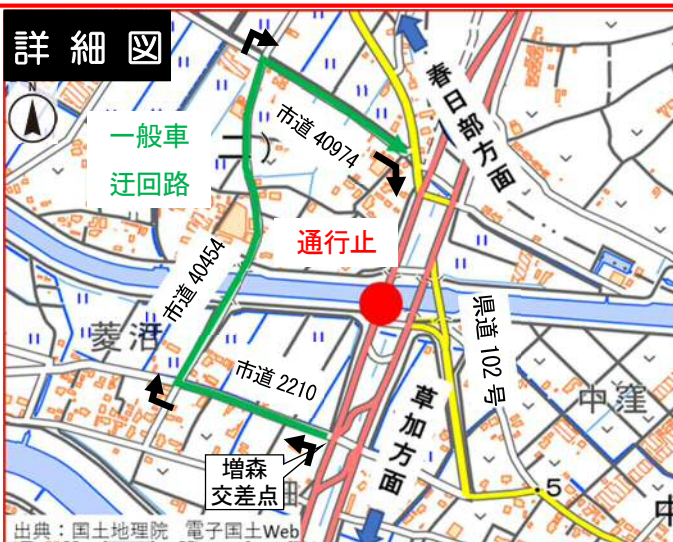 詳細図
N
一般車
迂回路
市道 40974
春日部方面
通行止
市道 40454
菱沼
県道 102 号
市道 2210
草加方面
中窪
増森
交差点
5
中
出典：国土地理院 電子国土Web